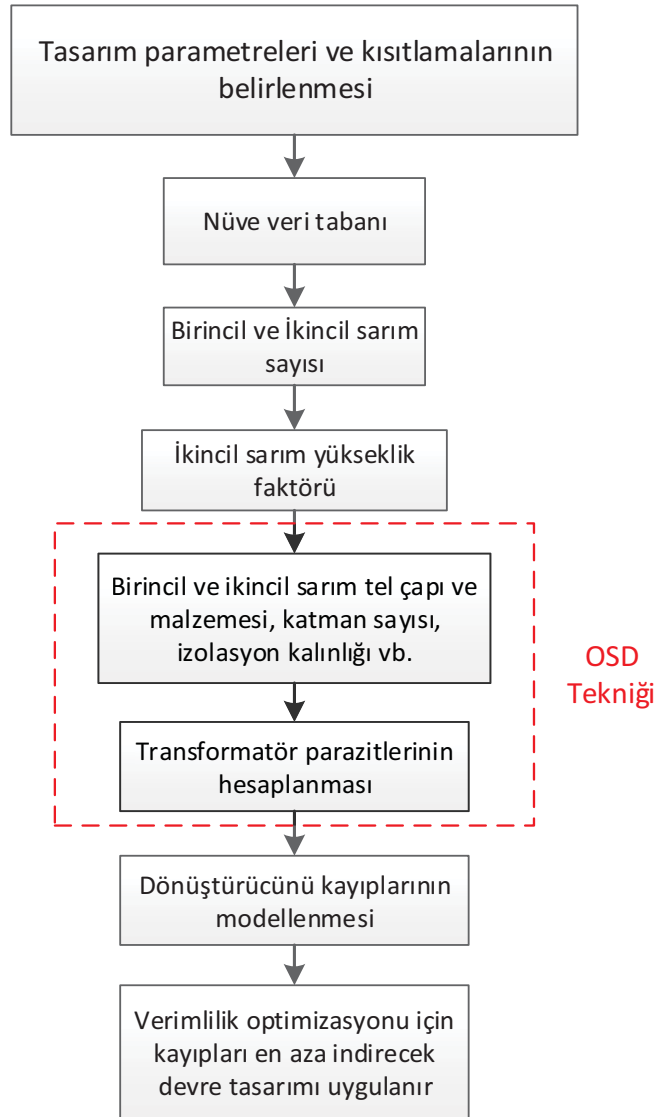 Tasarım parametreleri ve kısıtlamalarının
belirlenmesi
Nüve veri tabanı
Birincil ve İkincil sarım
sayısı
İkincil sarım yükseklik
faktörü
Birincil ve ikincil sarım tel çapı ve
malzemesi, katman sayısı,
izolasyon kalınlığı vb.
OSD
Tekniği
Transformatör parazitlerinin
hesaplanması
Dönüştürücünü kayıplarının
modellenmesi
Verimlilik optimizasyonu için
kayıpları en aza indirecek
devre tasarımı uygulanır